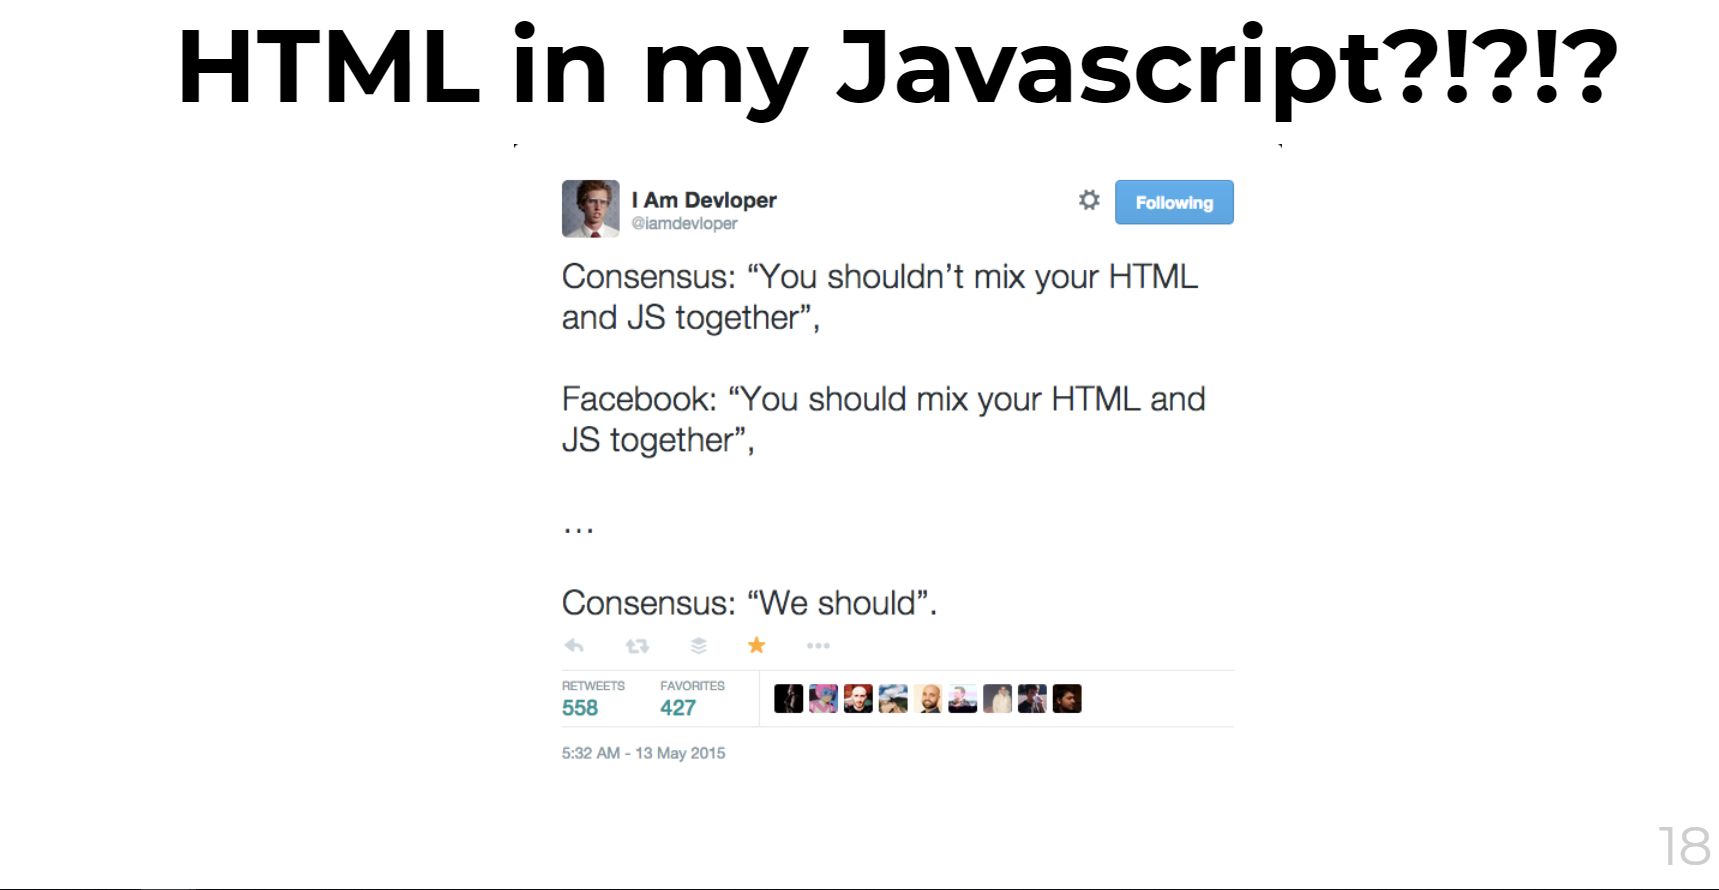 HTML in my Javascript?!?!?
I Am Devloper
@iamdevloper
Following
Consensus: “You shouldn’t mix your HTML
and JS together”,
Facebook: “You should mix your HTML and
JS together”,
…
Consensus: “We should”.
RETWEETS
558
FAVORITES
427
5:32 AM - 13 May 2015
18